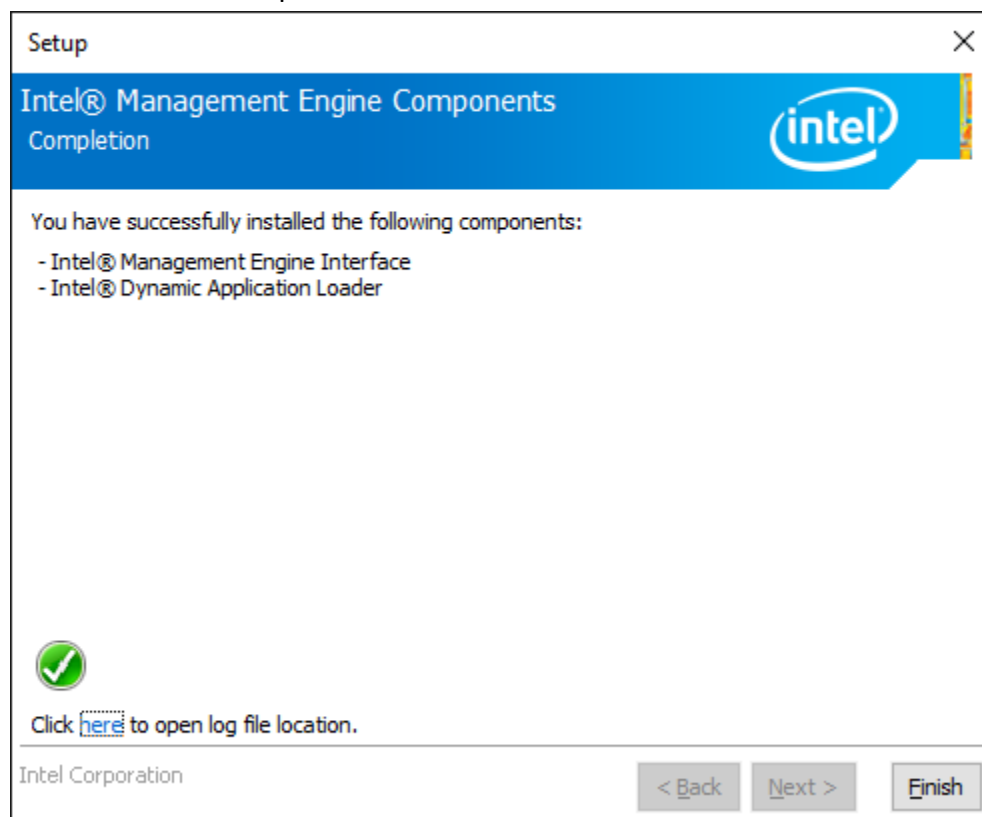 Setup
Intel® Management Engine Components
Completion
intel
You have successfully installed the following components:
- Intel® Management Engine Interface
- Intel® Dynamic Application Loader
Click here to open log file location.
Intel Corporation
< Back Next > Finish